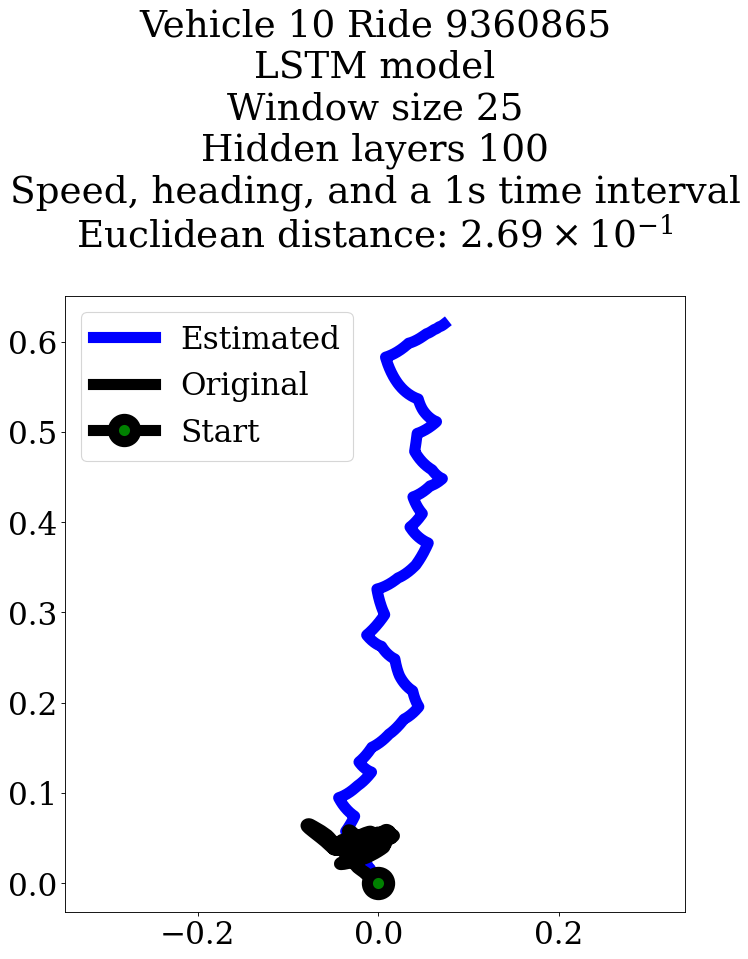 Vehicle 10 Ride 9360865
LSTM model
Window size 25
Hidden layers 100
Speed, heading, and a 1s time interval
Euclidean distance: 2.69 × 10⁻¹
Estimated
Original
Start
0.6
0.5
0.4
0.3
0.2
0.1
0.0
−0.2 0.0 0.2